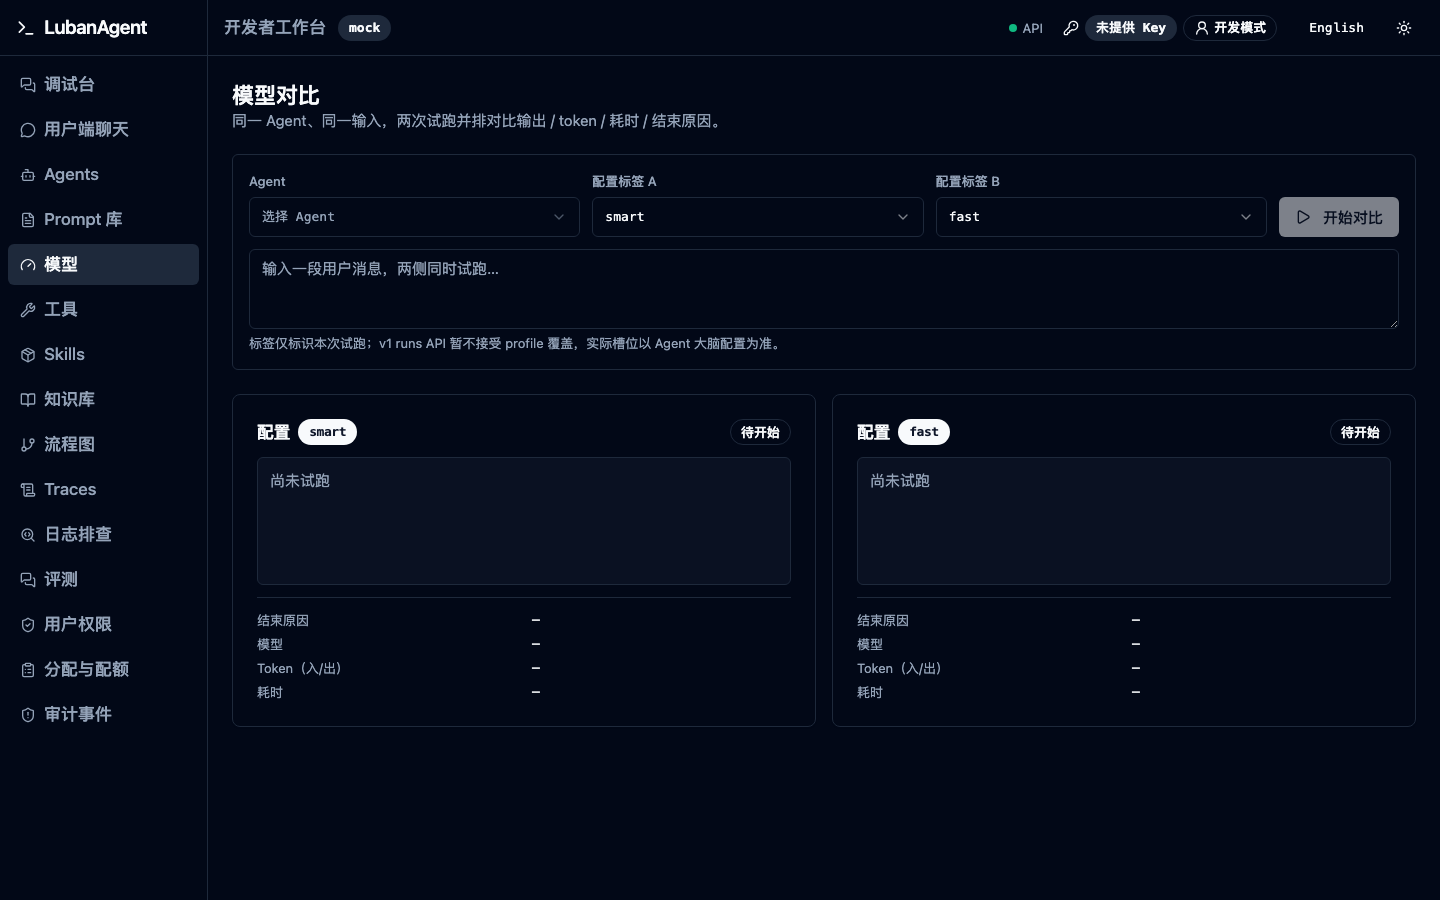 LubanAgent
开发者工作台 mock
API 未提供 Key 开发模式 English
调试台
用户端聊天
Agents
Prompt 库
模型
工具
Skills
知识库
流程图
Traces
日志排查
评测
用户权限
分配与配额
审计事件
模型对比
同一 Agent、同一输入，两次试跑并排对比输出 / token / 耗时 / 结束原因。
Agent 配置标签 A 配置标签 B
选择 Agent smart fast 开始对比
输入一段用户消息，两侧同时试跑...
标签仅标识本次试跑；v1 runs API 暂不接受 profile 覆盖，实际槽位以 Agent 大脑配置为准。
配置 smart 待开始
尚未试跑
结束原因 —
模型 —
Token（入/出） —
耗时 —
配置 fast 待开始
尚未试跑
结束原因 —
模型 —
Token（入/出） —
耗时 —